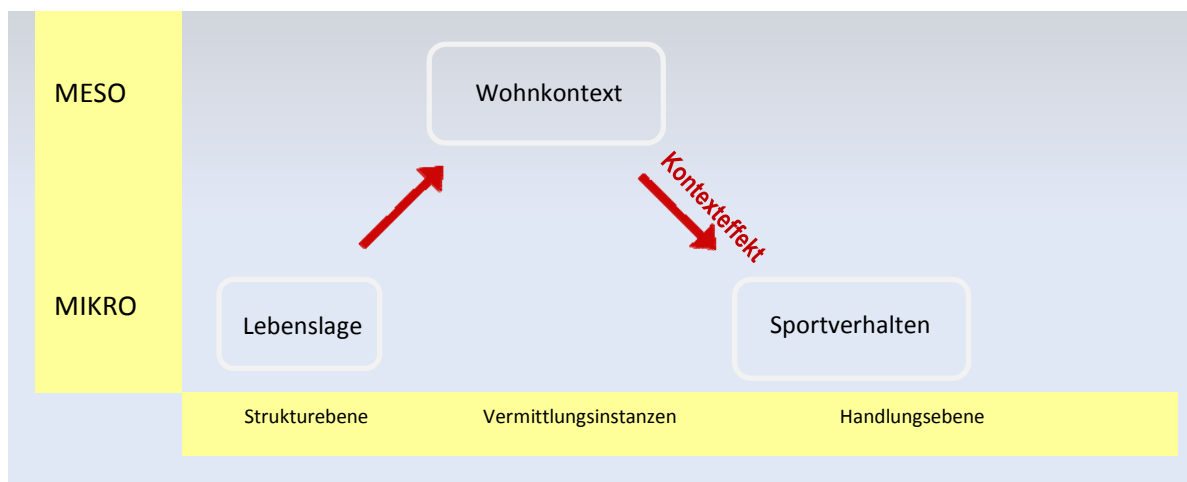 MESO
Wohnkontext
Kontexteffekt
MIKRO
Lebenslage
Sportverhalten
Strukturebene
Vermittlungsinstanzen
Handlungsebene